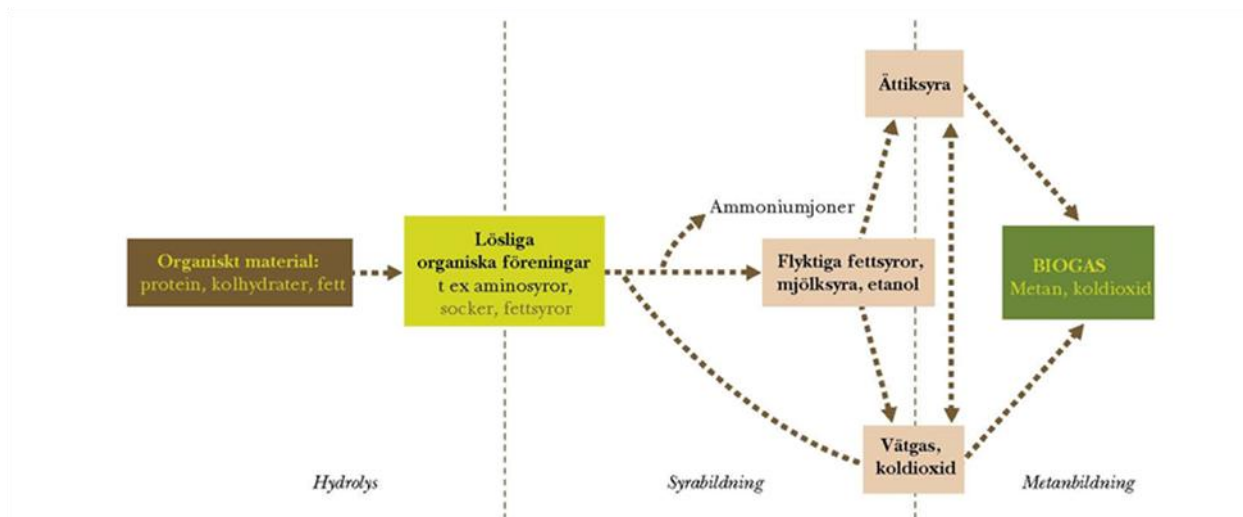 Ättiksyra
Ammoniumjoner
Organiskt material:
protein, kolhydrater, fett
Lösliga
organiska föreningar
t ex aminosyror,
socker, fettsyror
Flyktiga fettsyror,
mjölksyra, etanol
BIOGAS
Metan, koldioxid
Vätgas,
koldioxid
Hydrolys
Syrabildning
Metanbildning